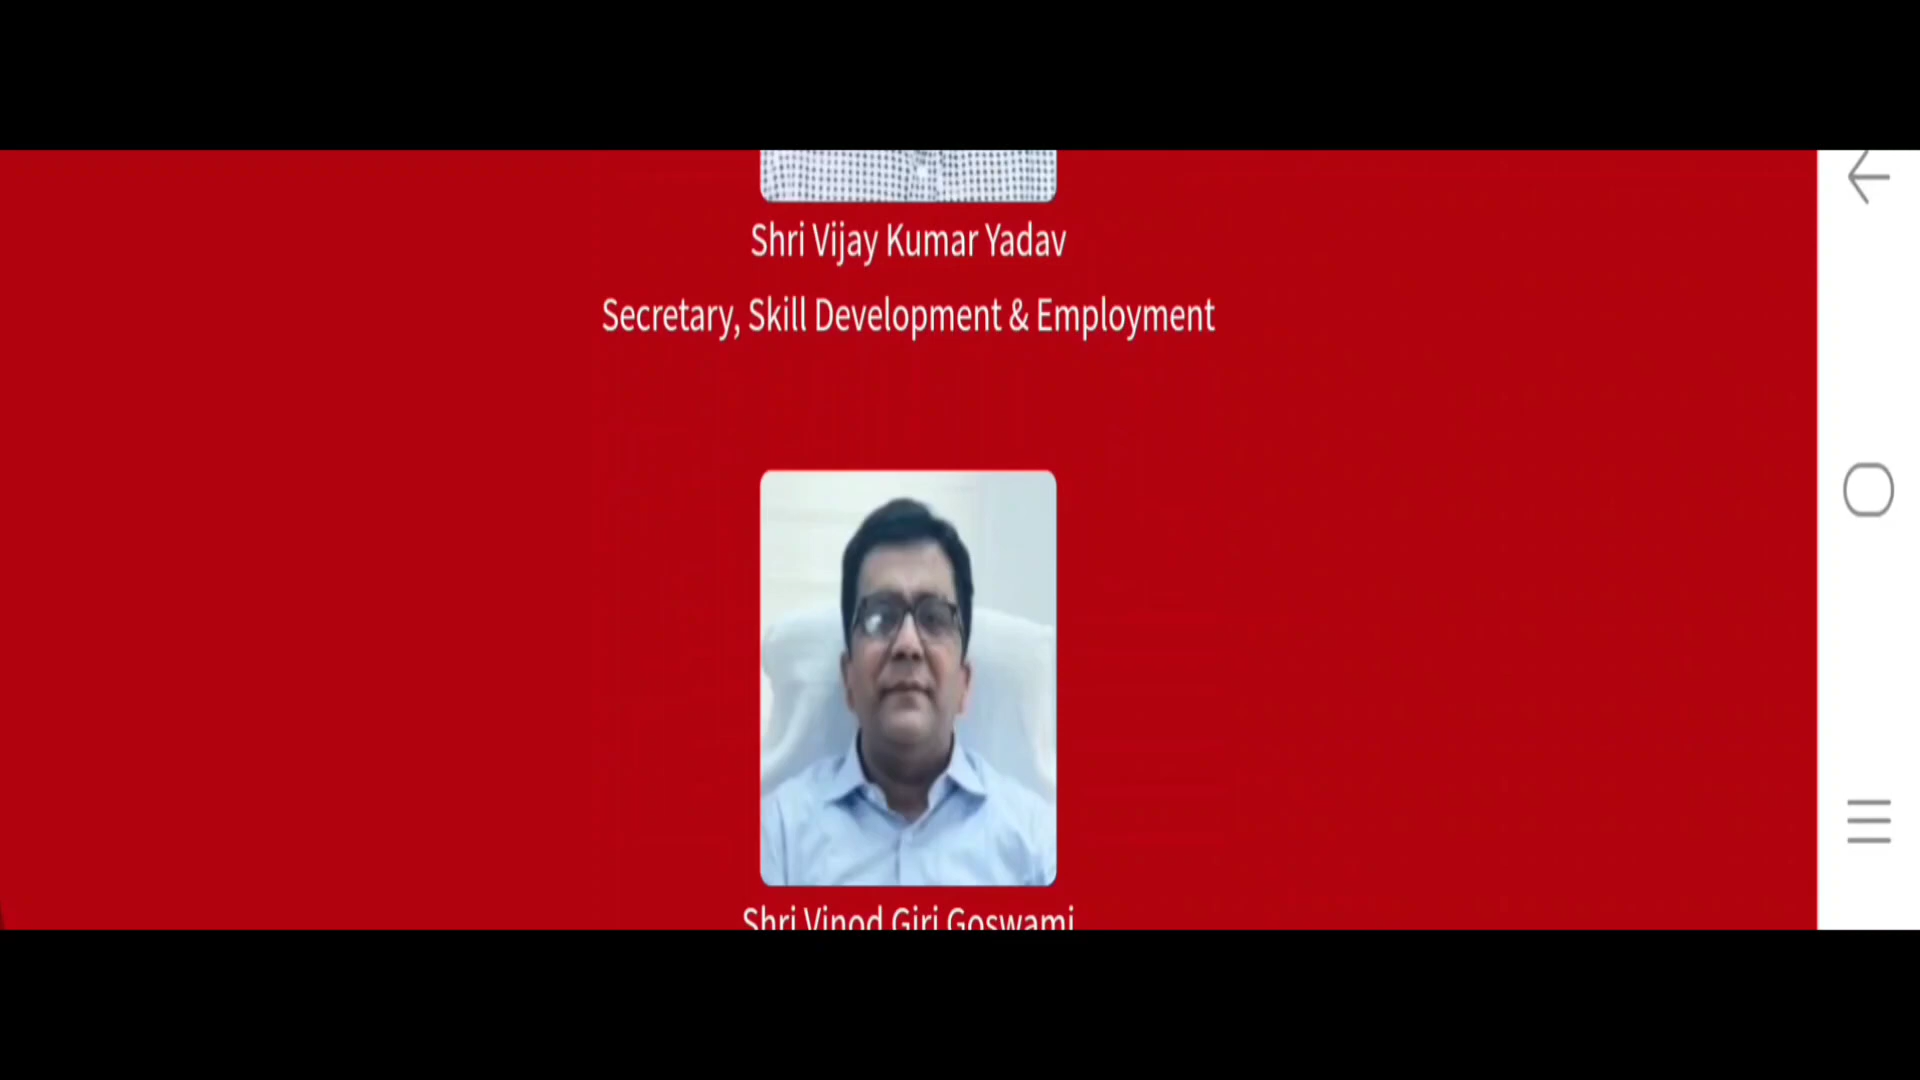 Shri Vijay Kumar Yadav
Secretary, Skill Development & Employment
Shri Vinod Giri Goswami